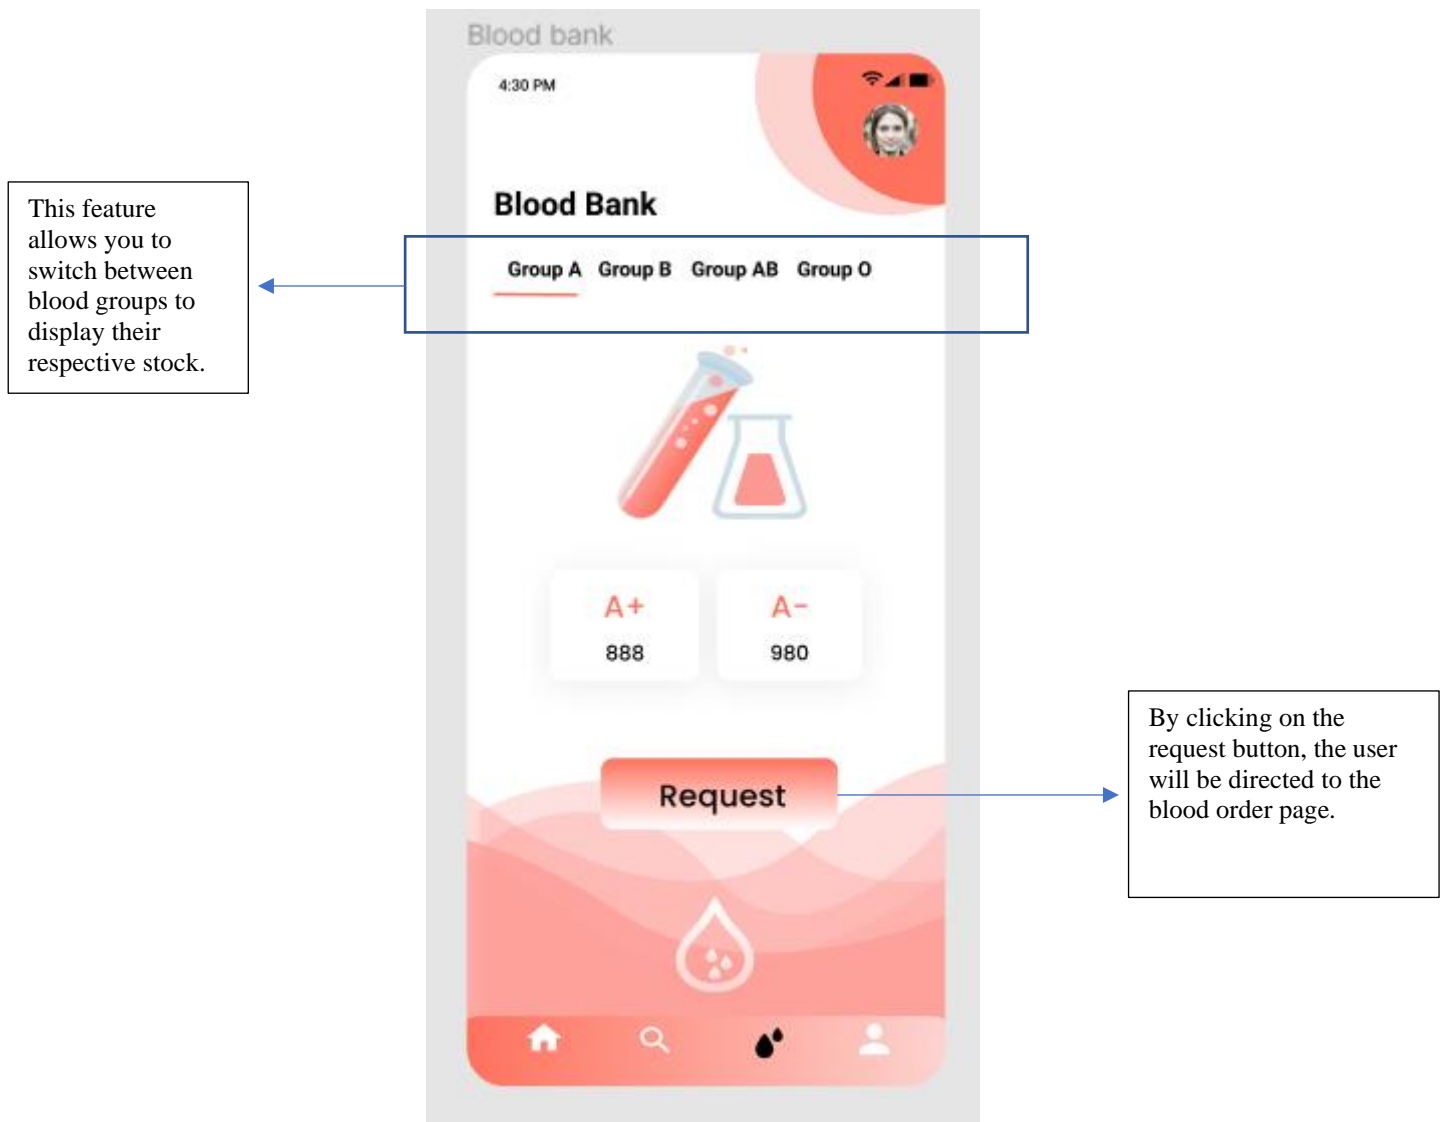 Blood bank
4:30 PM
Blood Bank
Group A Group B Group AB Group O
This feature
allows you to
switch between
blood groups to
display their
respective stock.
A+
888
A-
980
Request
By clicking on the
request button, the user
will be directed to the
blood order page.